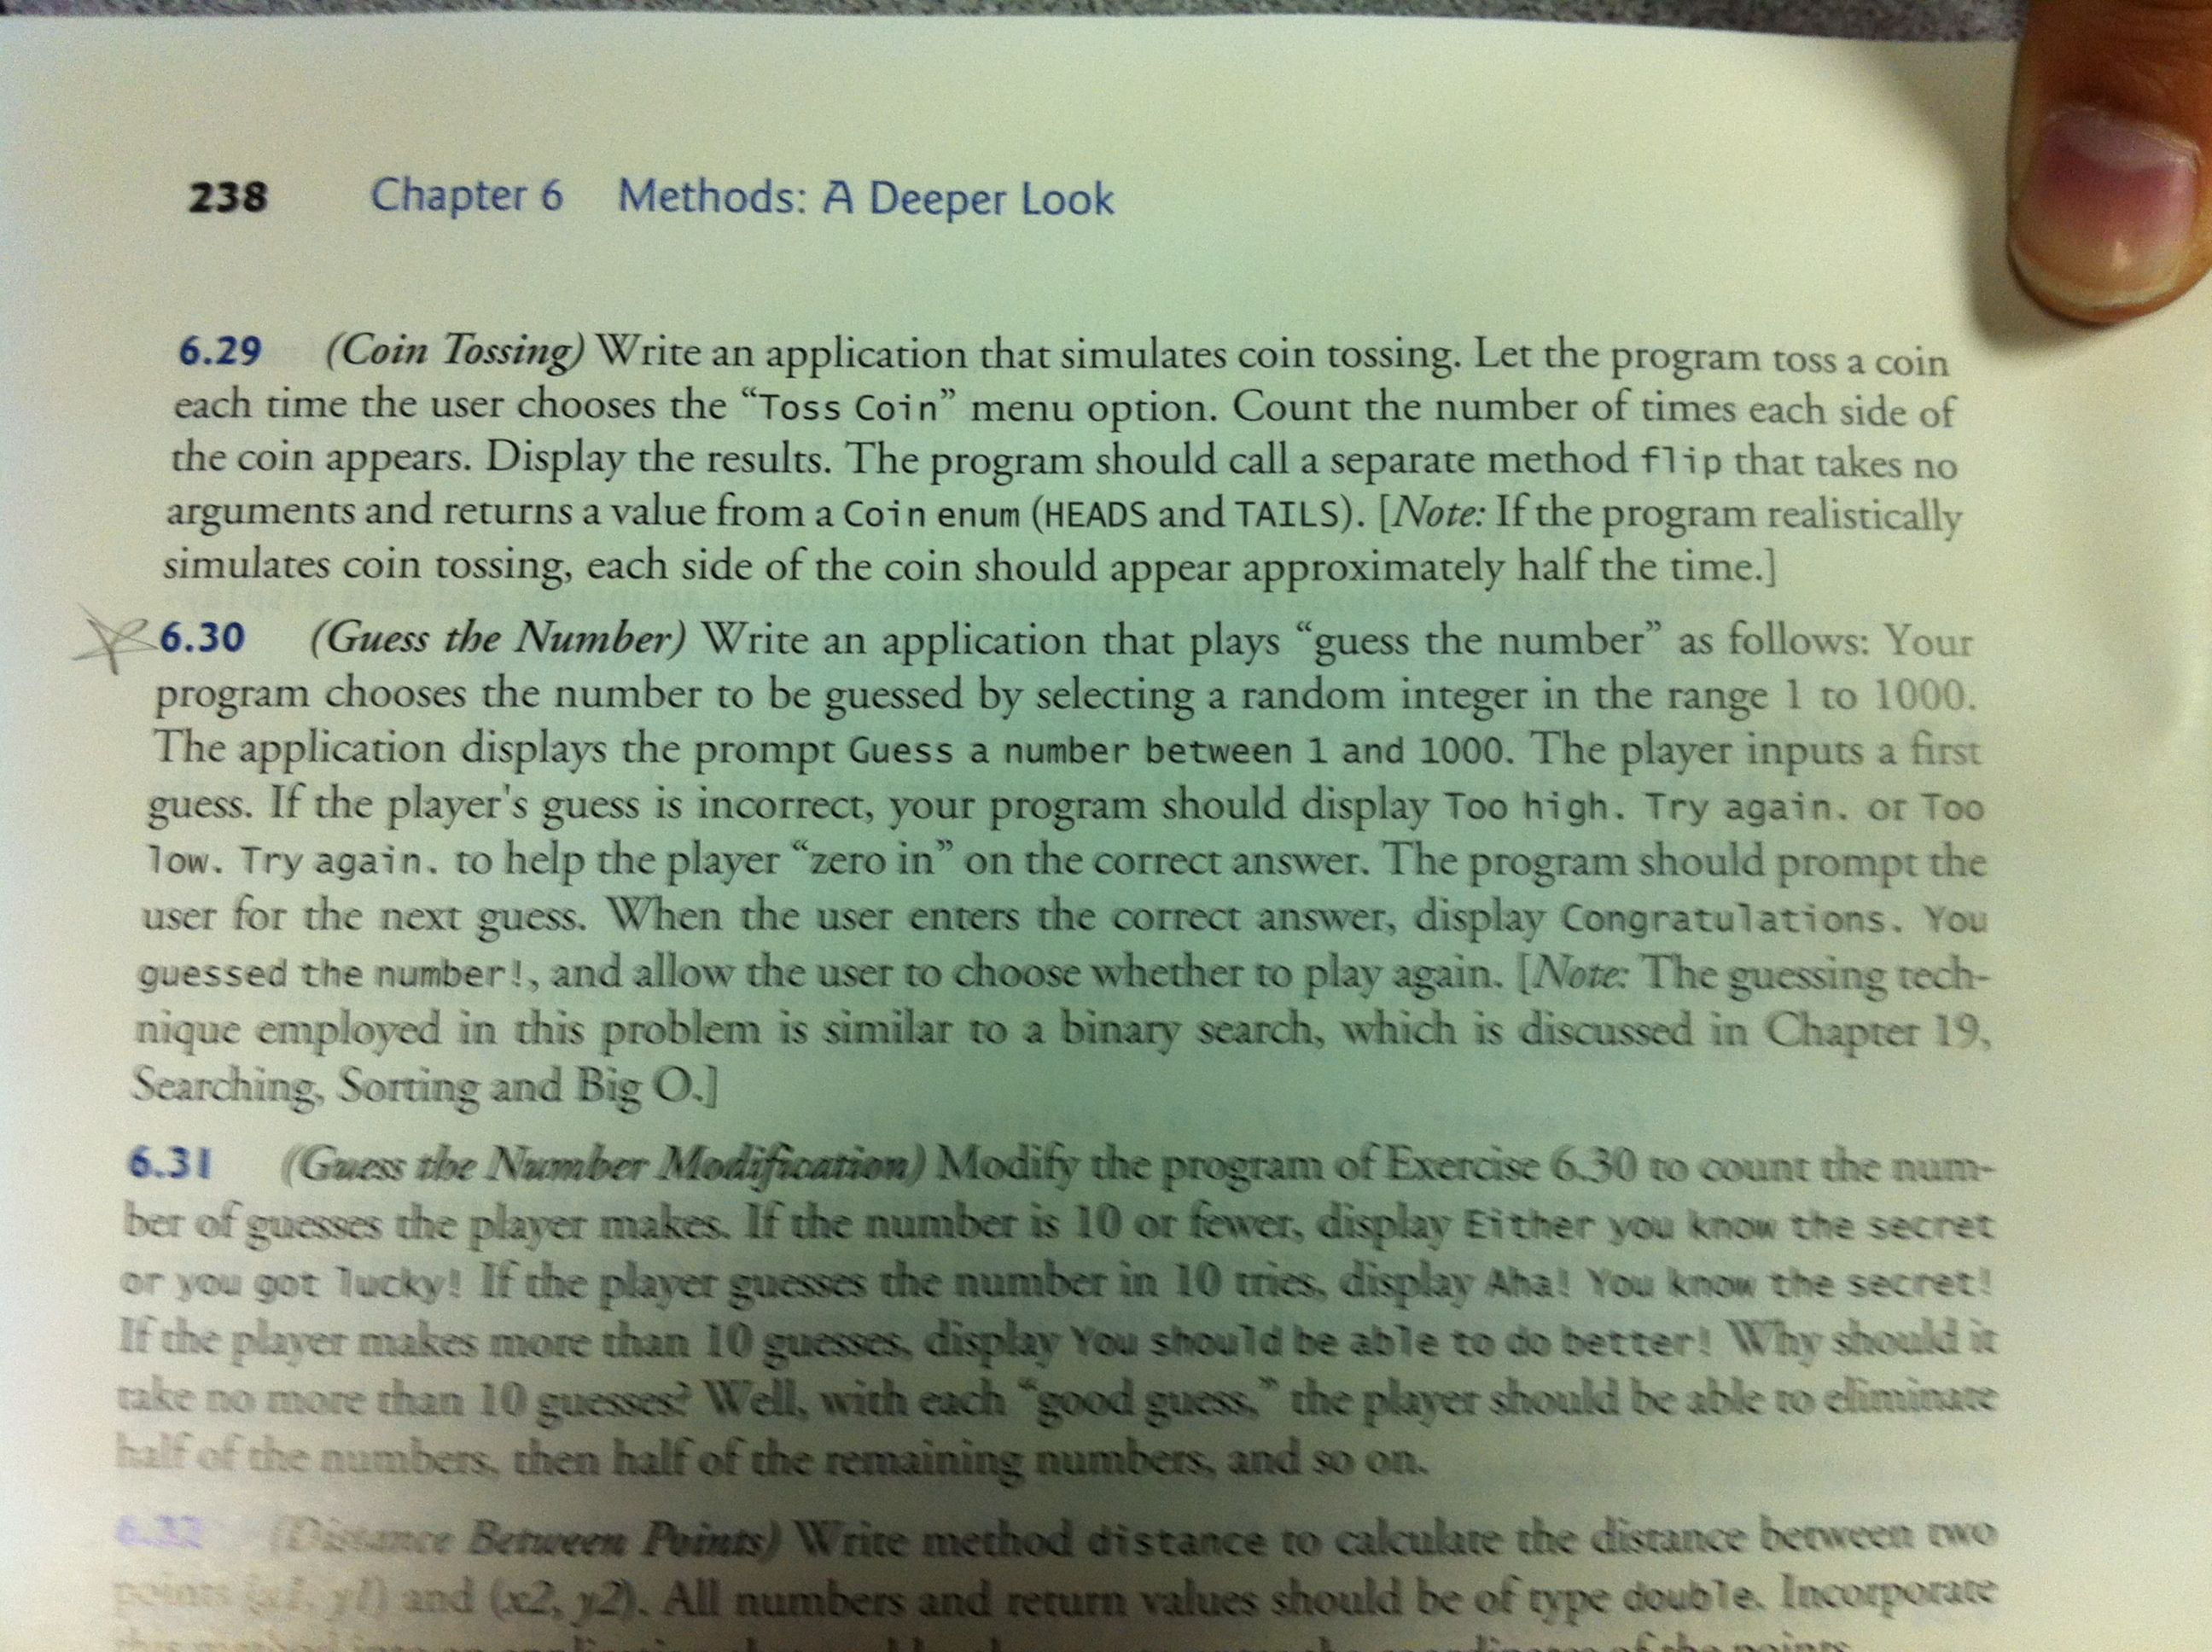 238 Chapter 6 Methods: A Deeper Look
6.29 (Coin Tossing) Write an application that simulates coin tossing. Let the program toss a coin
each time the user chooses the “Toss Coin” menu option. Count the number of times each side of
the coin appears. Display the results. The program should call a separate method flip that takes no
arguments and returns a value from a Coin enum (HEADS and TAILS). [Note: If the program realistically
simulates coin tossing, each side of the coin should appear approximately half the time.]
6.30 (Guess the Number) Write an application that plays “guess the number” as follows: Your
program chooses the number to be guessed by selecting a random integer in the range 1 to 1000.
The application displays the prompt Guess a number between 1 and 1000. The player inputs a first
guess. If the player's guess is incorrect, your program should display Too high. Try again. or Too
low. Try again. to help the player “zero in” on the correct answer. The program should prompt the
user for the next guess. When the user enters the correct answer, display Congratulations. You
guessed the number!, and allow the user to choose whether to play again. [Note: The guessing tech-
nique employed in this problem is similar to a binary search, which is discussed in Chapter 19,
Searching, Sorting and Big O.]
6.31 (Guess the Number Modification) Modify the program of Exercise 6.30 to count the num-
ber of guesses the player makes. If the number is 10 or fewer, display Either you know the secret
or you got lucky! If the player guesses the number in 10 tries, display Aha! You know the secret!
If the player makes more than 10 guesses, display You should be able to do better! Why should it
take no more than 10 guesses? Well, with each “good guess,” the player should be able to eliminate
half of the numbers, then half of the remaining numbers, and so on.
6.32 (Distance Between Points) Write method distance to calculate the distance between two
points (x1, y1) and (x2, y2). All numbers and return values should be of type double. Incorporate